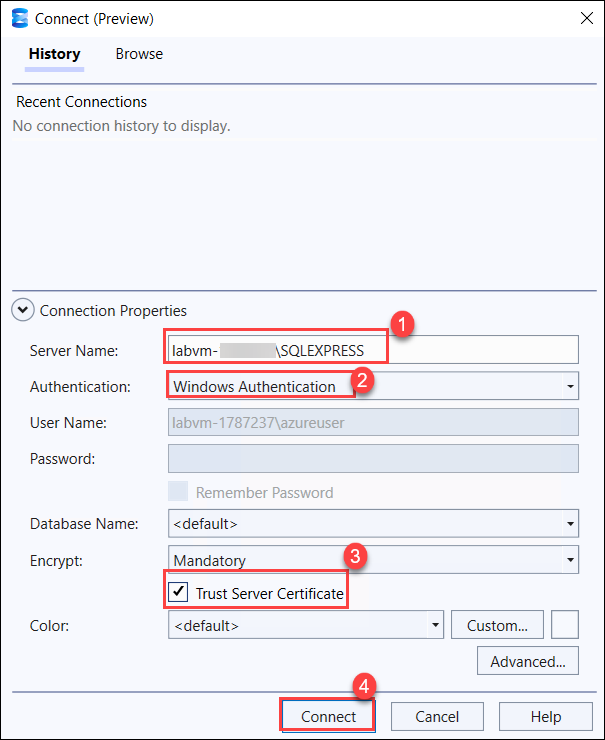 Connect (Preview)
History Browse
Recent Connections
No connection history to display.
Connection Properties
1
Server Name: labvm- \SQLEXPRESS
2
Authentication: Windows Authentication
User Name: labvm-1787237\azureuser
Password:
Remember Password
Database Name: <default>
3
Encrypt: Mandatory
Trust Server Certificate
Color: <default> Custom...
Advanced...
4
Connect Cancel Help